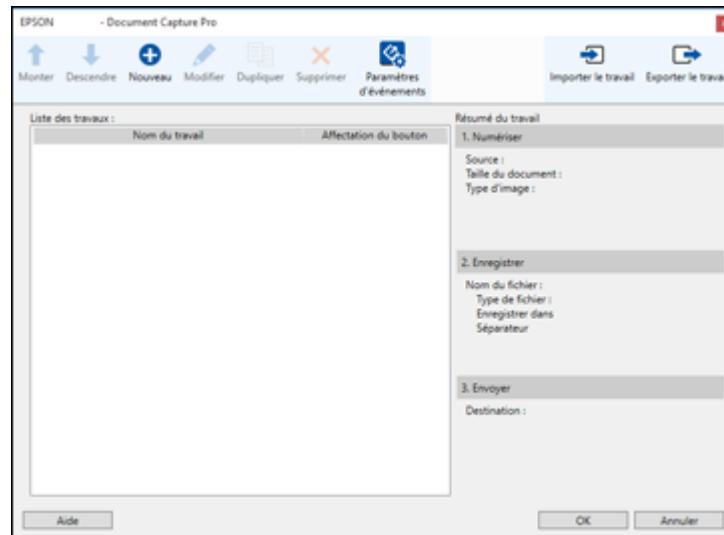 EPSON - Document Capture Pro
Monter Descendre Nouveau Modifier Dupliquer Supprimer Paramètres d'événements Importer le travail Exporter le travai
Liste des travaux :
Nom du travail Affectation du bouton
Résumé du travail
1. Numériser
Source :
Taille du document :
Type d'image :
2. Enregistrer
Nom du fichier :
Type de fichier :
Enregistrer dans
Séparateur
3. Envoyer
Destination :
Aide OK Annuler